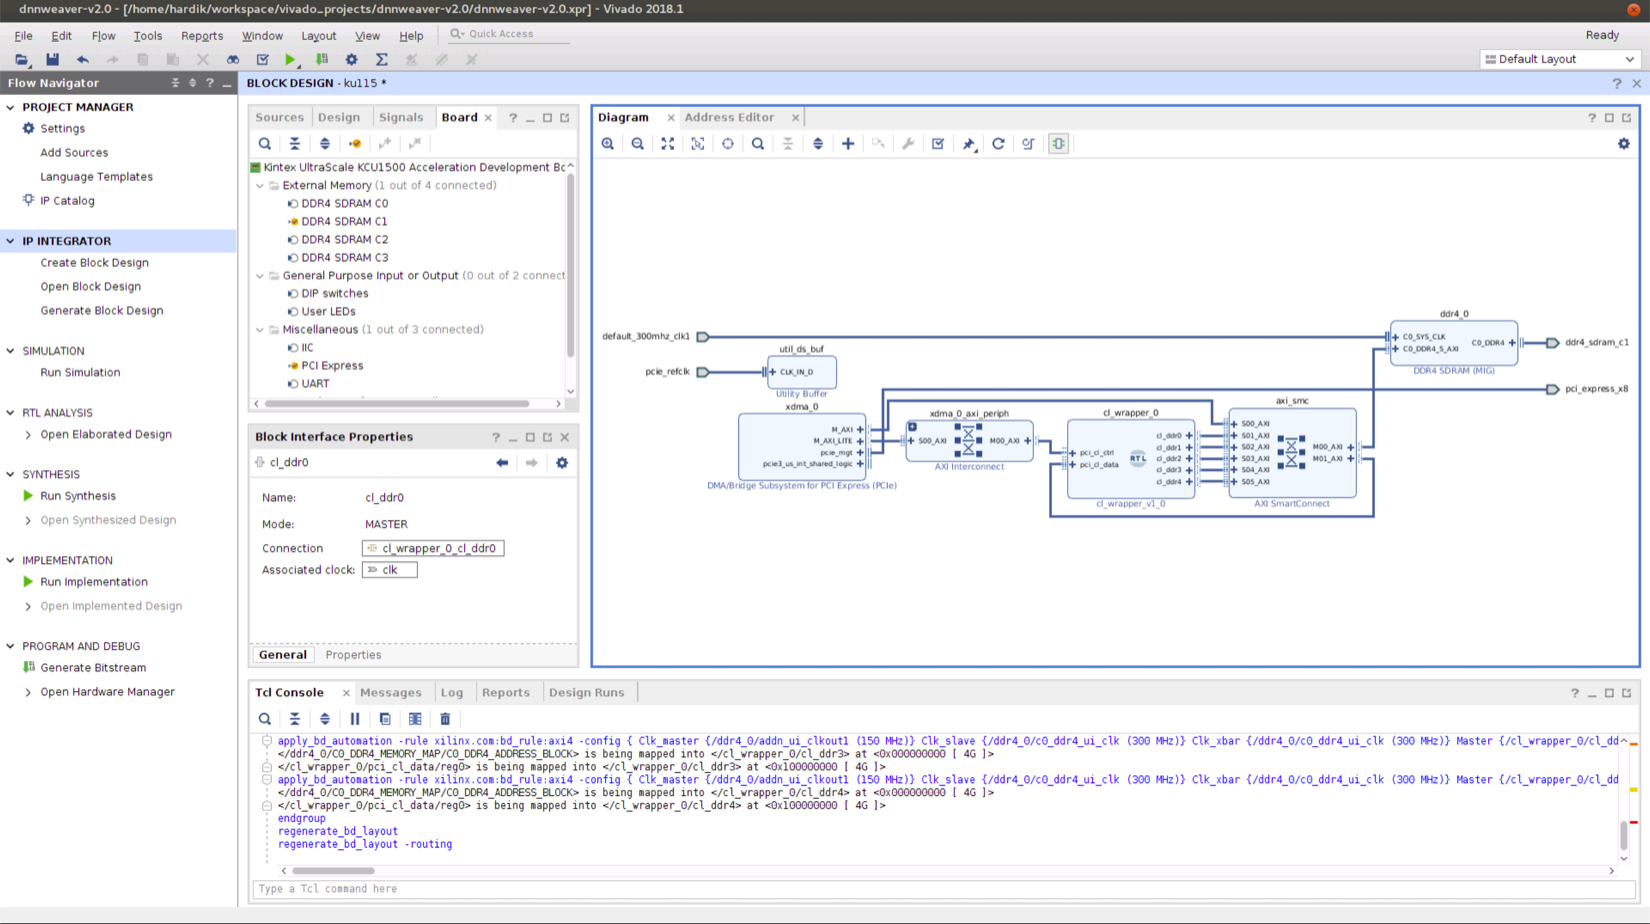 dnnweaver-v2.0 - [/home/hardik/workspace/vivado_projects/dnnweaver-v2.0/dnnweaver-v2.0.xpr] - Vivado 2018.1
File Edit Flow Tools Reports Window Layout View Help Quick Access
Ready
Default Layout
Flow Navigator
PROJECT MANAGER
Settings
Add Sources
Language Templates
IP Catalog
IP INTEGRATOR
Create Block Design
Open Block Design
Generate Block Design
SIMULATION
Run Simulation
RTL ANALYSIS
Open Elaborated Design
SYNTHESIS
Run Synthesis
Open Synthesized Design
IMPLEMENTATION
Run Implementation
Open Implemented Design
PROGRAM AND DEBUG
Generate Bitstream
Open Hardware Manager
BLOCK DESIGN - ku115 *
Sources Design Signals Board
Kintex UltraScale KCU1500 Acceleration Development Bo
External Memory (1 out of 4 connected)
DDR4 SDRAM C0
DDR4 SDRAM C1
DDR4 SDRAM C2
DDR4 SDRAM C3
General Purpose Input or Output (0 out of 2 connect
DIP switches
User LEDs
Miscellaneous (1 out of 3 connected)
IIC
PCI Express
UART
Block Interface Properties
cl_ddr0
Name: cl_ddr0
Mode: MASTER
Connection cl_wrapper_0_cl_ddr0
Associated clock: clk
General Properties
Diagram Address Editor
default_300mhz_clk1
pcie_refclk
util_ds_buf
CLK_IN_D
Utility Buffer
xdma_0
M_AXI
M_AXI_LITE
pcie_mgt
pcie3_us_int_shared_logic
DMA/Bridge Subsystem for PCI Express (PCIe)
xdma_0_axi_periph
S00_AXI M00_AXI
AXI Interconnect
cl_wrapper_0
pci_cl_ctrl
pci_cl_data
RTL
cl_ddr0
cl_ddr1
cl_ddr2
cl_ddr3
cl_ddr4
cl_wrapper_v1_0
axi_smc
S00_AXI
S01_AXI
S02_AXI
S03_AXI
S04_AXI
S05_AXI
M00_AXI
M01_AXI
AXI SmartConnect
ddr4_0
C0_SYS_CLK
C0_DDR4_S_AXI
C0_DDR4
DDR4 SDRAM (MIG)
ddr4_sdram_c1
pci_express_x8
Tcl Console Messages Log Reports Design Runs
apply_bd_automation -rule xilinx.com:bd_rule:axi4 -config { Clk_master {/ddr4_0/addn_ui_clkout1 (150 MHz)} Clk_slave {/ddr4_0/c0_ddr4_ui_clk (300 MHz)} Clk_xbar {/ddr4_0/c0_ddr4_ui_clk (300 MHz)} Master {/cl_wrapper_0/cl_dd
</ddr4_0/C0_DDR4_MEMORY_MAP/C0_DDR4_ADDRESS_BLOCK> is being mapped into </cl_wrapper_0/cl_ddr3> at <0x000000000 [ 4G ]>
</cl_wrapper_0/pci_cl_data/reg0> is being mapped into </cl_wrapper_0/cl_ddr3> at <0x100000000 [ 4G ]>
apply_bd_automation -rule xilinx.com:bd_rule:axi4 -config { Clk_master {/ddr4_0/addn_ui_clkout1 (150 MHz)} Clk_slave {/ddr4_0/c0_ddr4_ui_clk (300 MHz)} Clk_xbar {/ddr4_0/c0_ddr4_ui_clk (300 MHz)} Master {/cl_wrapper_0/cl_dd
</ddr4_0/C0_DDR4_MEMORY_MAP/C0_DDR4_ADDRESS_BLOCK> is being mapped into </cl_wrapper_0/cl_ddr4> at <0x000000000 [ 4G ]>
</cl_wrapper_0/pci_cl_data/reg0> is being mapped into </cl_wrapper_0/cl_ddr4> at <0x100000000 [ 4G ]>
endgroup
regenerate_bd_layout
regenerate_bd_layout -routing
Type a Tcl command here